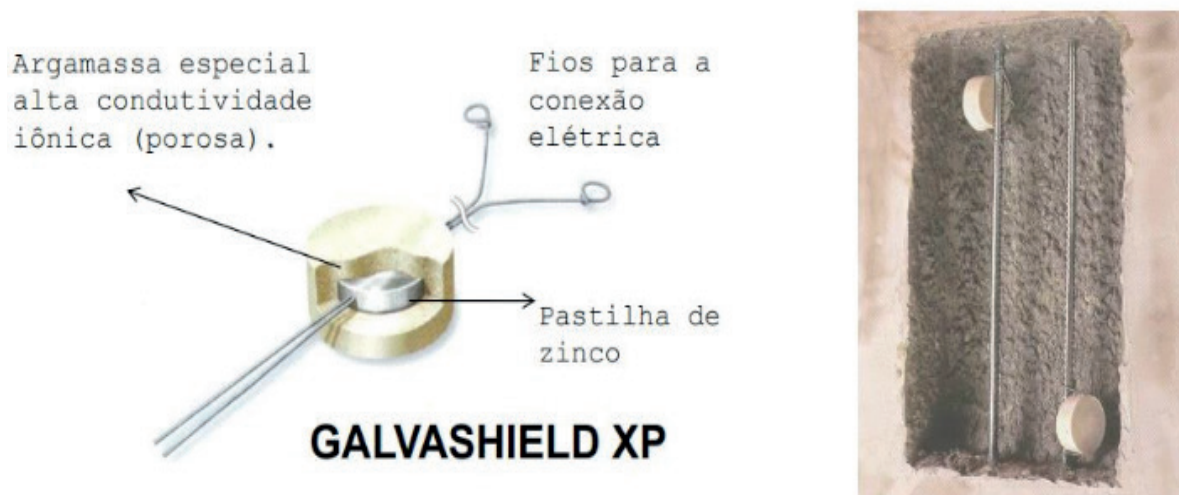 Argamassa especial
alta condutividade
iônica (porosa).
Fios para a
conexão
elétrica
Pastilha de
zinco
GALVASHIELD XP